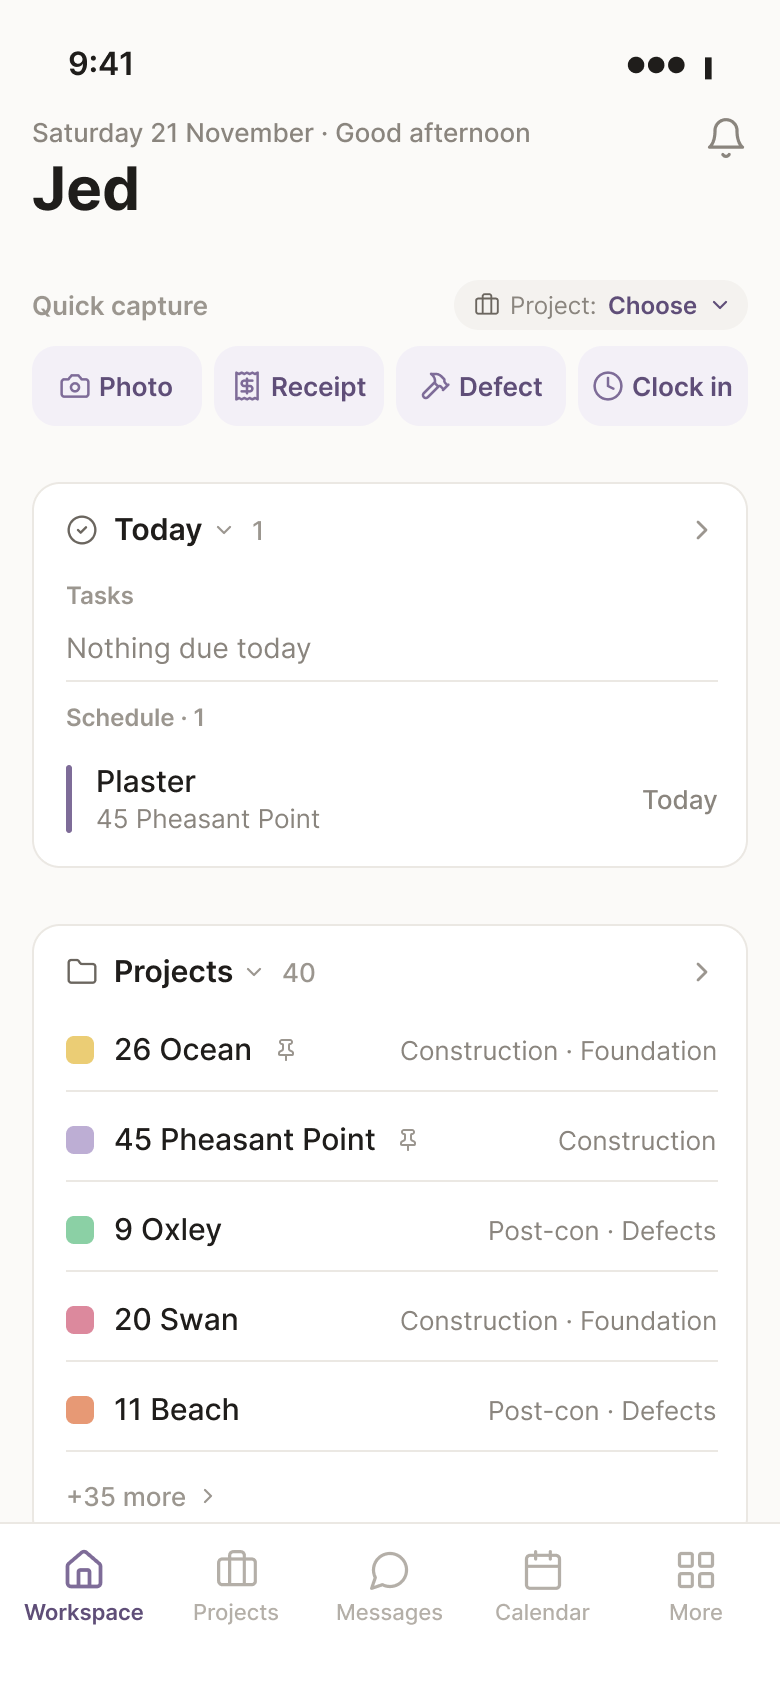 9:41
Saturday 21 November · Good afternoon
Jed
Quick capture
Project: Choose
Photo
Receipt
Defect
Clock in
Today 1
Tasks
Nothing due today
Schedule · 1
Plaster
45 Pheasant Point
Today
Projects 40
26 Ocean Construction · Foundation
45 Pheasant Point Construction
9 Oxley Post-con · Defects
20 Swan Construction · Foundation
11 Beach Post-con · Defects
+35 more
Workspace
Projects
Messages
Calendar
More